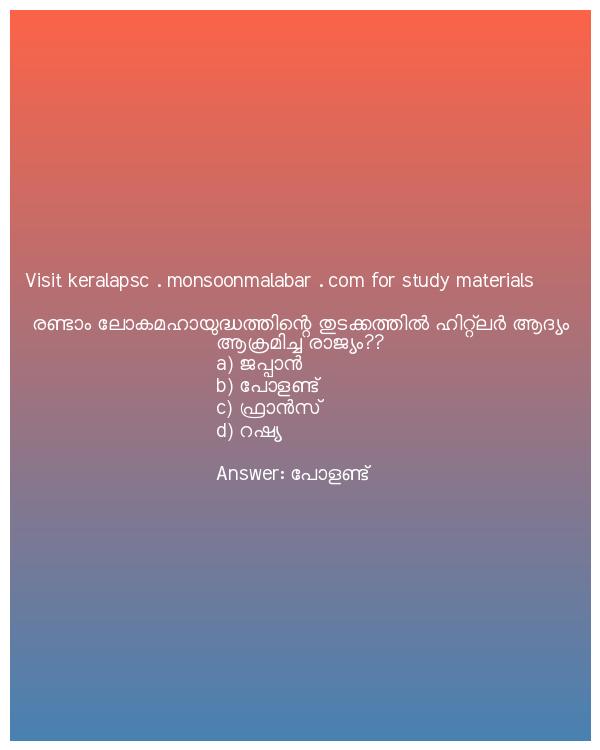 Visit keralapsc . monsoonmalabar . com for study materials
രണ്ടാം ലോകമഹായുദ്ധത്തിന്റെ തുടക്കത്തിൽ ഹിറ്റ്ലർ ആദ്യം
ആക്രമിച്ച രാജ്യം??
a) ജപ്പാൻ
b) പോളണ്ട്
c) ഫ്രാൻസ്
d) റഷ്യ
Answer: പോളണ്ട്